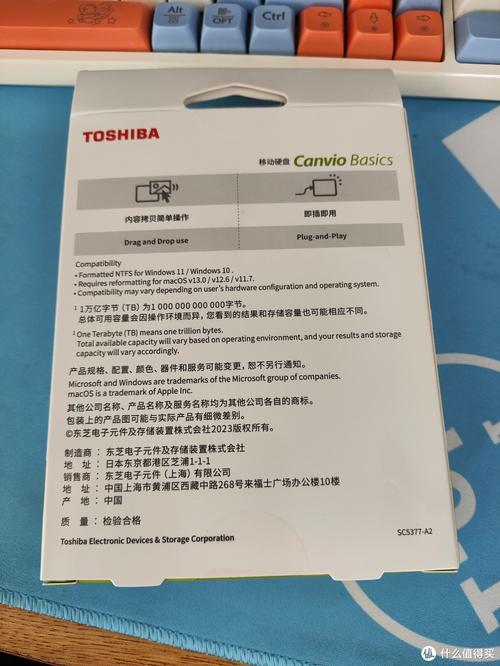 Alt
OPT
Ctrl
TOSHIBA
移动硬盘 Canvio Basics
内容拷贝简单操作
即插即用
Drag and Drop use
Plug-and-Play
Compatibility
• Formatted NTFS for Windows 11 / Windows 10 .
• Requires reformatting for macOS v13.0 / v12.6 / v11.7.
• Compatibility may vary depending on user's hardware configuration and operating system.
¹ 1万亿字节 (TB) 为1 000 000 000 000字节。
总体可用容量会因操作环境而异，您看到的结果和存储容量也可能相应不同。
¹ One Terabyte (TB) means one trillion bytes.
Total available capacity will vary based on operating environment, and your results and storage
capacity will vary accordingly.
产品规格、配置、颜色、器件和服务可能变更，恕不另行通知。
Microsoft and Windows are trademarks of the Microsoft group of companies.
macOS is a trademark of Apple Inc.
其他公司名称、产品名称及服务名称均为其他公司各自的商标。
包装上的产品图可能与实际产品有细微差别。
©东芝电子元件及存储装置株式会社2023版权所有。
制造商 ： 东芝电子元件及存储装置株式会社
地 址 ： 日本东京都港区芝浦1-1-1
销售商 ： 东芝电子元件（上海）有限公司
地 址 ： 中国上海市黄浦区西藏中路268号来福士广场办公楼10楼
产 地 ： 中国
质 量 ： 检验合格
Toshiba Electronic Devices & Storage Corporation
SC5377-A2
值 什么值得买